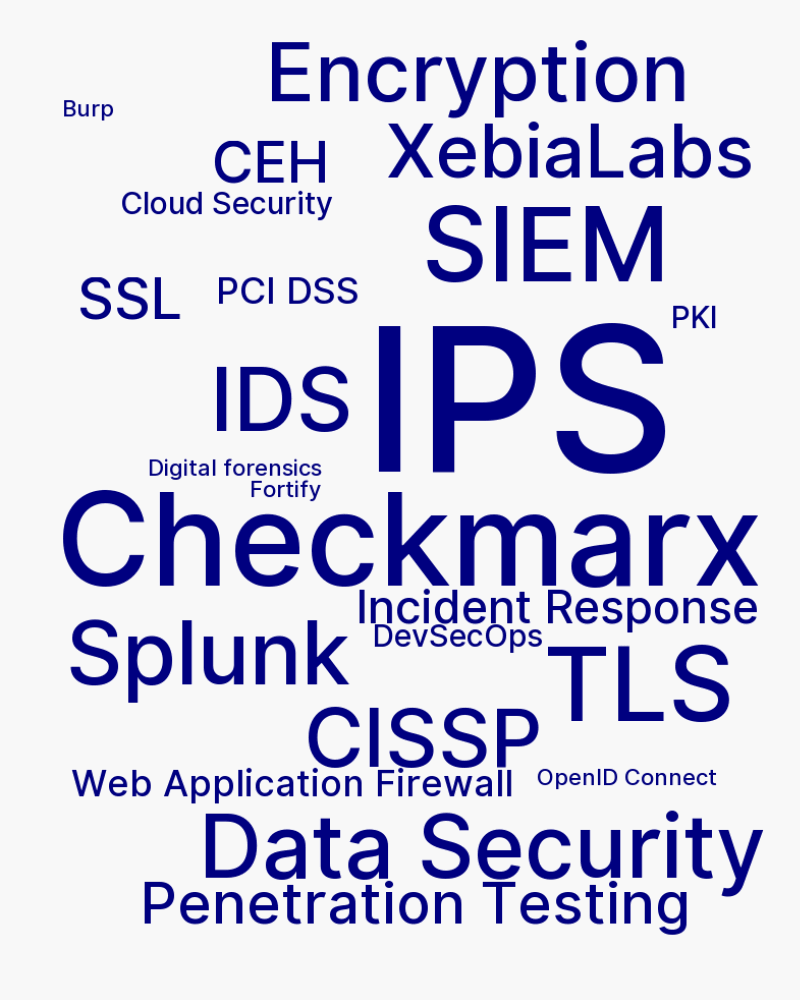 Encryption
Burp
XebiaLabs
CEH
Cloud Security
SIEM
SSL
PCI DSS
PKI
IPS
IDS
Digital forensics
Fortify
Checkmarx
Incident Response
DevSecOps
Splunk
TLS
CISSP
Web Application Firewall
OpenID Connect
Data Security
Penetration Testing